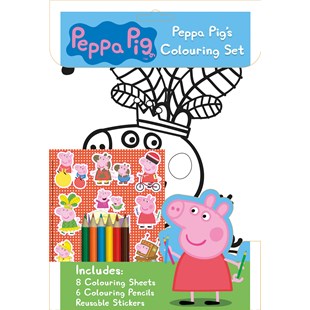 Peppa Pig
Peppa Pig's
Colouring Set
Includes:
8 Colouring Sheets
6 Colouring Pencils
Reusable Stickers